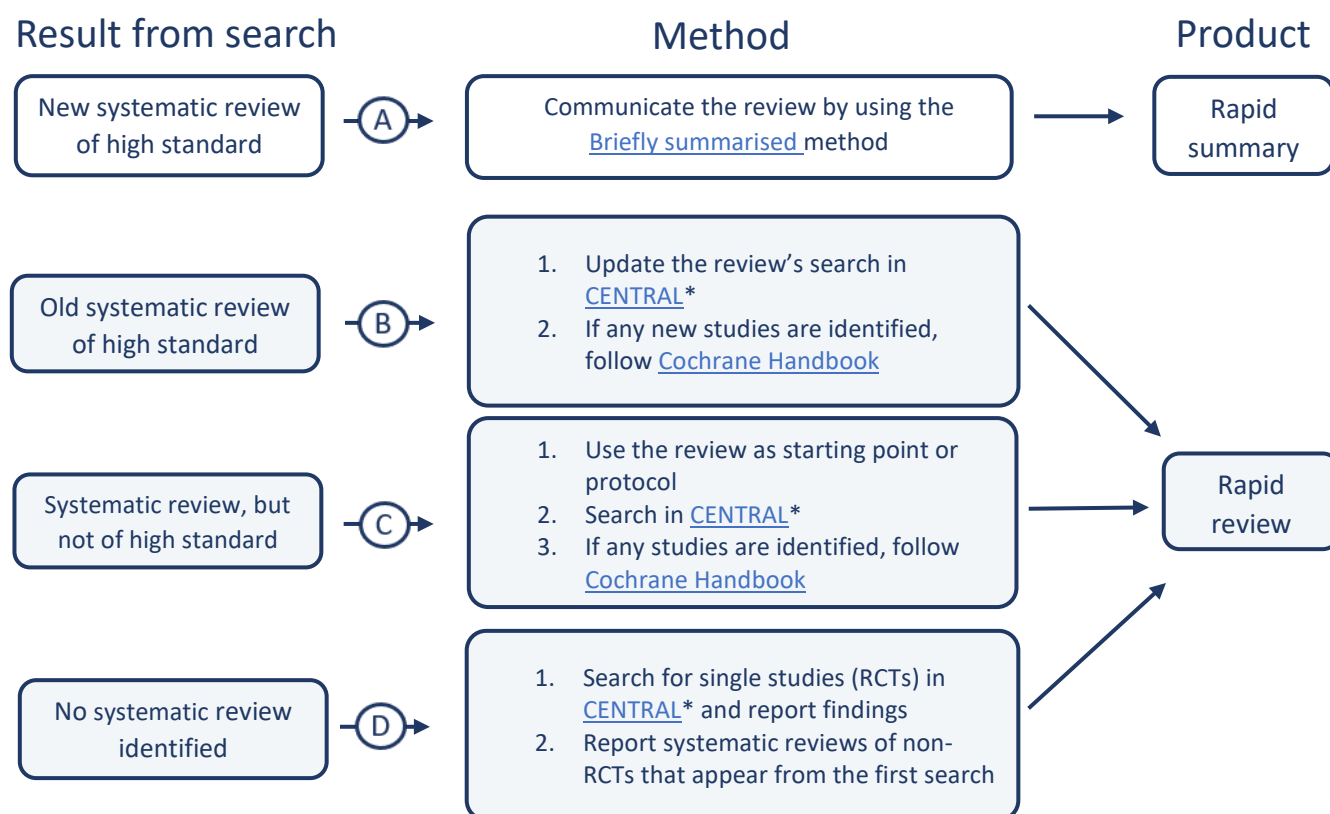 Result from search
Method
Product
New systematic review
of high standard
A
Communicate the review by using the
Briefly summarised method
Rapid
summary
Old systematic review
of high standard
B
1. Update the review’s search in
CENTRAL*
2. If any new studies are identified,
follow Cochrane Handbook
Systematic review, but
not of high standard
C
1. Use the review as starting point or
protocol
2. Search in CENTRAL*
3. If any studies are identified, follow
Cochrane Handbook
Rapid
review
No systematic review
identified
D
1. Search for single studies (RCTs) in
CENTRAL* and report findings
2. Report systematic reviews of non-
RCTs that appear from the first search